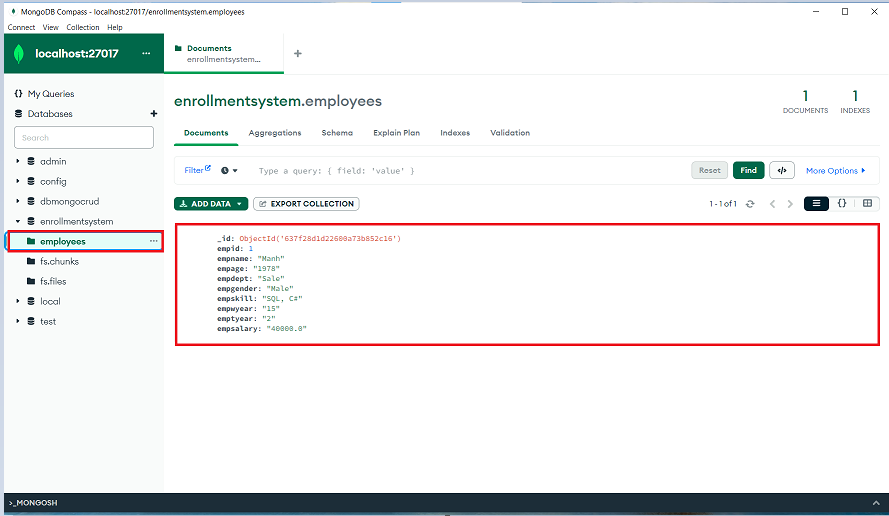 MongoDB Compass - localhost:27017/enrollmentsystem.employees
Connect View Collection Help
localhost:27017 ...
Documents
enrollmentsystem...
+
{} My Queries
Databases +
Search
admin
config
dbmongocrud
enrollmentsystem
employees ...
fs.chunks
fs.files
local
test
enrollmentsystem.employees
1 DOCUMENTS
1 INDEXES
Documents Aggregations Schema Explain Plan Indexes Validation
Filter Type a query: { field: 'value' } Reset Find </> More Options
ADD DATA EXPORT COLLECTION 1 - 1 of 1 {}
_id: ObjectId('637f28d1d22600a73b852c16')
empid: 1
empname: "Manh"
empage: "1978"
empdept: "Sale"
empgender: "Male"
empskill: "SQL, C#"
empwyear: "15"
emptyear: "2"
empsalary: "40000.0"
>_MONGOSH